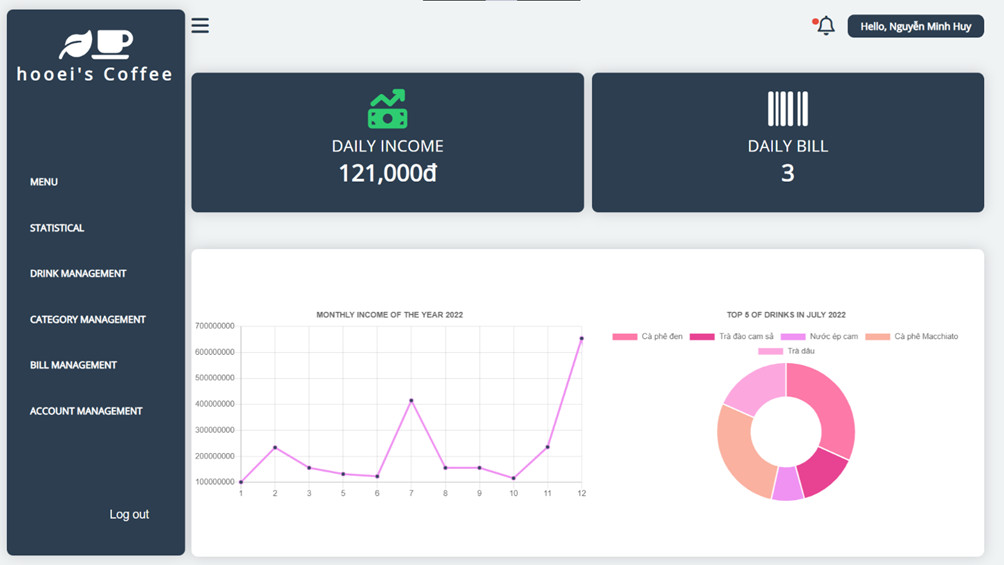 hooei's Coffee
MENU
STATISTICAL
DRINK MANAGEMENT
CATEGORY MANAGEMENT
BILL MANAGEMENT
ACCOUNT MANAGEMENT
Log out
Hello, Nguyễn Minh Huy
DAILY INCOME
121,000đ
DAILY BILL
3
MONTHLY INCOME OF THE YEAR 2022
700000000
600000000
500000000
400000000
300000000
200000000
100000000
1 2 3 5 6 7 8 9 10 11 12
TOP 5 OF DRINKS IN JULY 2022
Cà phê đen Trà đào cam sả Nước ép cam Cà phê Macchiato
Trà dâu